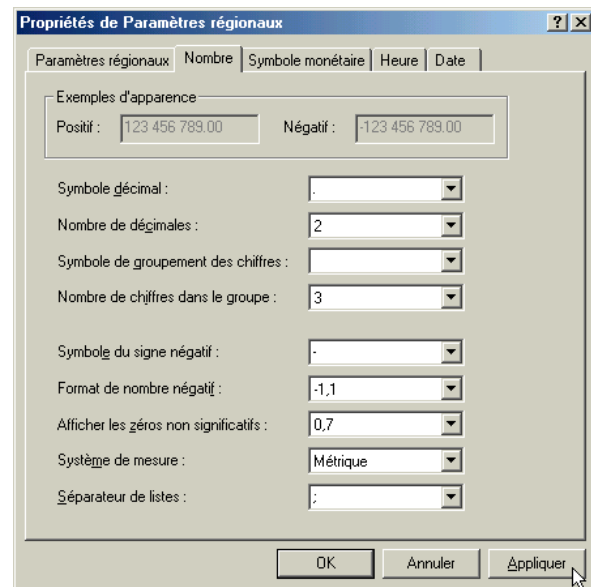 Propriétés de Paramètres régionaux
Paramètres régionaux Nombre Symbole monétaire Heure Date
Exemples d'apparence
Positif : 123 456 789.00 Négatif : -123 456 789.00
Symbole décimal : .
Nombre de décimales : 2
Symbole de groupement des chiffres :
Nombre de chiffres dans le groupe : 3
Symbole du signe négatif : -
Format de nombre négatif : -1,1
Afficher les zéros non significatifs : 0,7
Système de mesure : Métrique
Séparateur de listes : ;
OK Annuler Appliquer